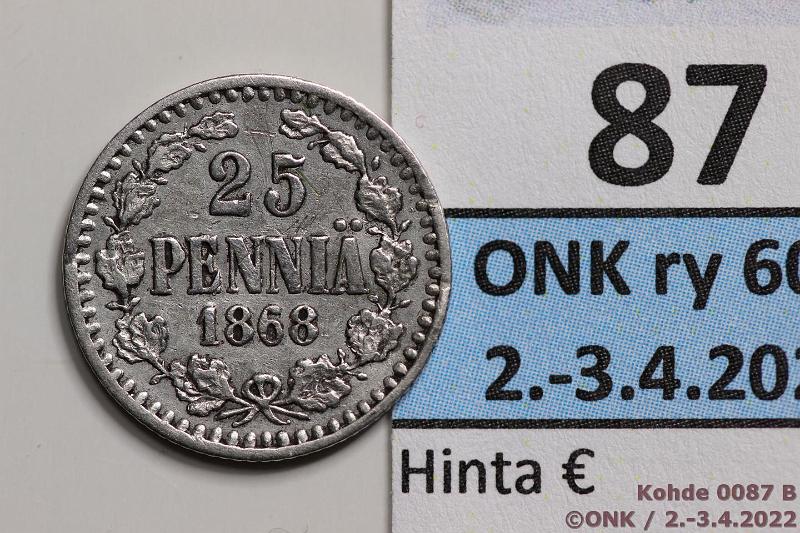 25
PENNIÄ
1868
87
ONK ry 60
2.-3.4.202
Hinta €
Kohde 0087 B
©ONK / 2.-3.4.2022